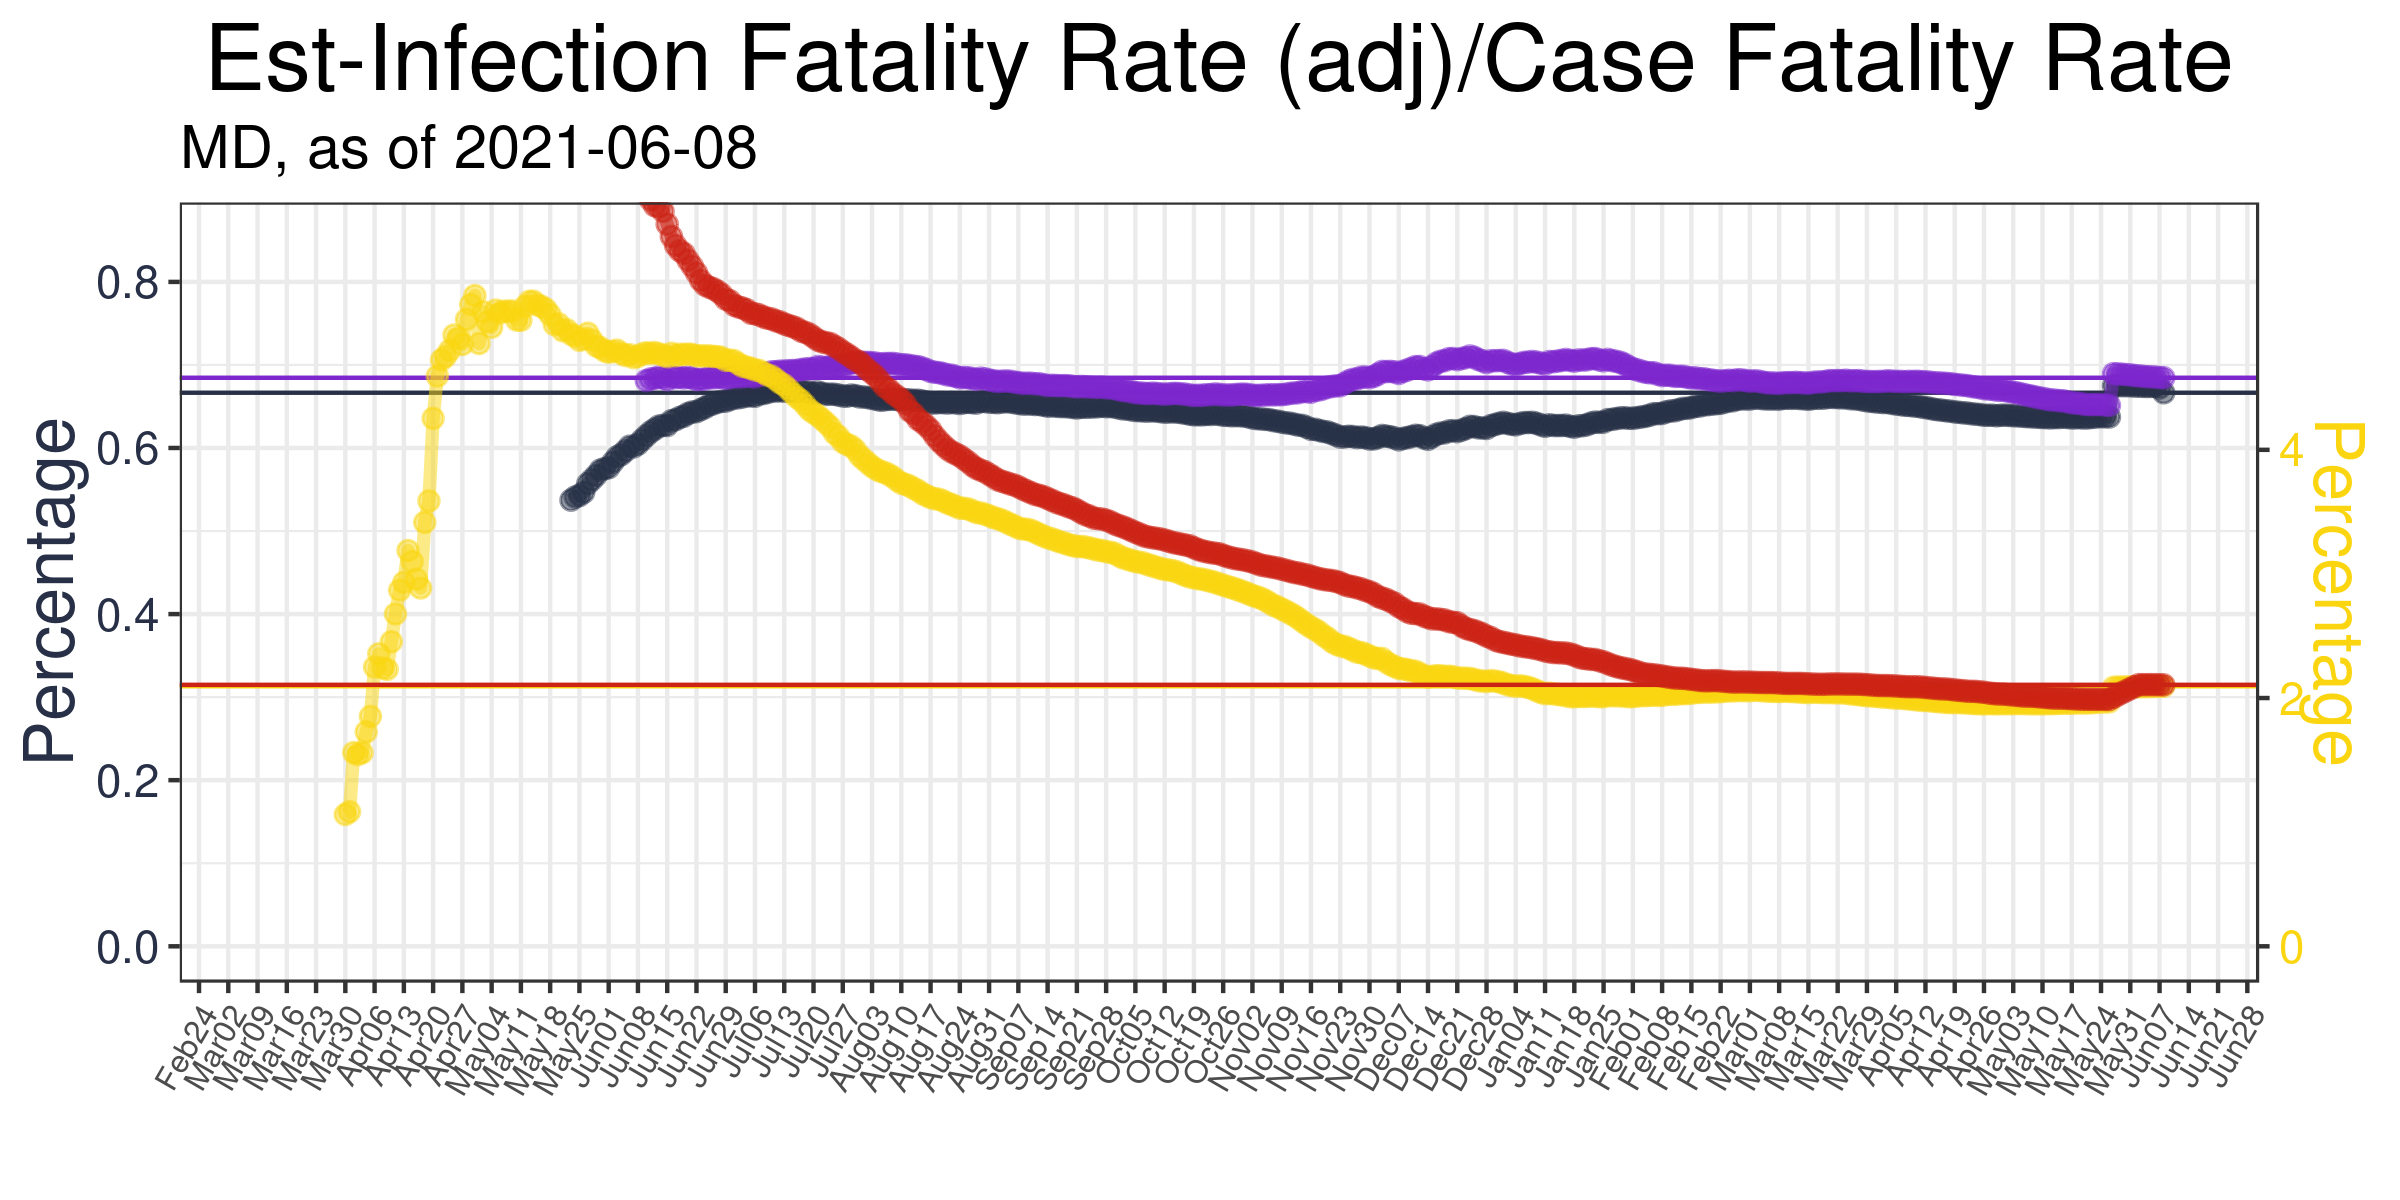 Est-Infection Fatality Rate (adj)/Case Fatality Rate
MD, as of 2021-06-08
Percentage
0.8
0.6
0.4
0.2
0.0
4
2
0
Percentage
Feb24
Mar02
Mar09
Mar16
Mar23
Mar30
Apr06
Apr13
Apr20
Apr27
May04
May11
May18
May25
Jun01
Jun08
Jun15
Jun22
Jun29
Jul06
Jul13
Jul20
Jul27
Aug03
Aug10
Aug17
Aug24
Aug31
Sep07
Sep14
Sep21
Sep28
Oct05
Oct12
Oct19
Oct26
Nov02
Nov09
Nov16
Nov23
Nov30
Dec07
Dec14
Dec21
Dec28
Jan04
Jan11
Jan18
Jan25
Feb01
Feb08
Feb15
Feb22
Mar01
Mar08
Mar15
Mar22
Mar29
Apr05
Apr12
Apr19
Apr26
May03
May10
May17
May24
May31
Jun07
Jun14
Jun21
Jun28